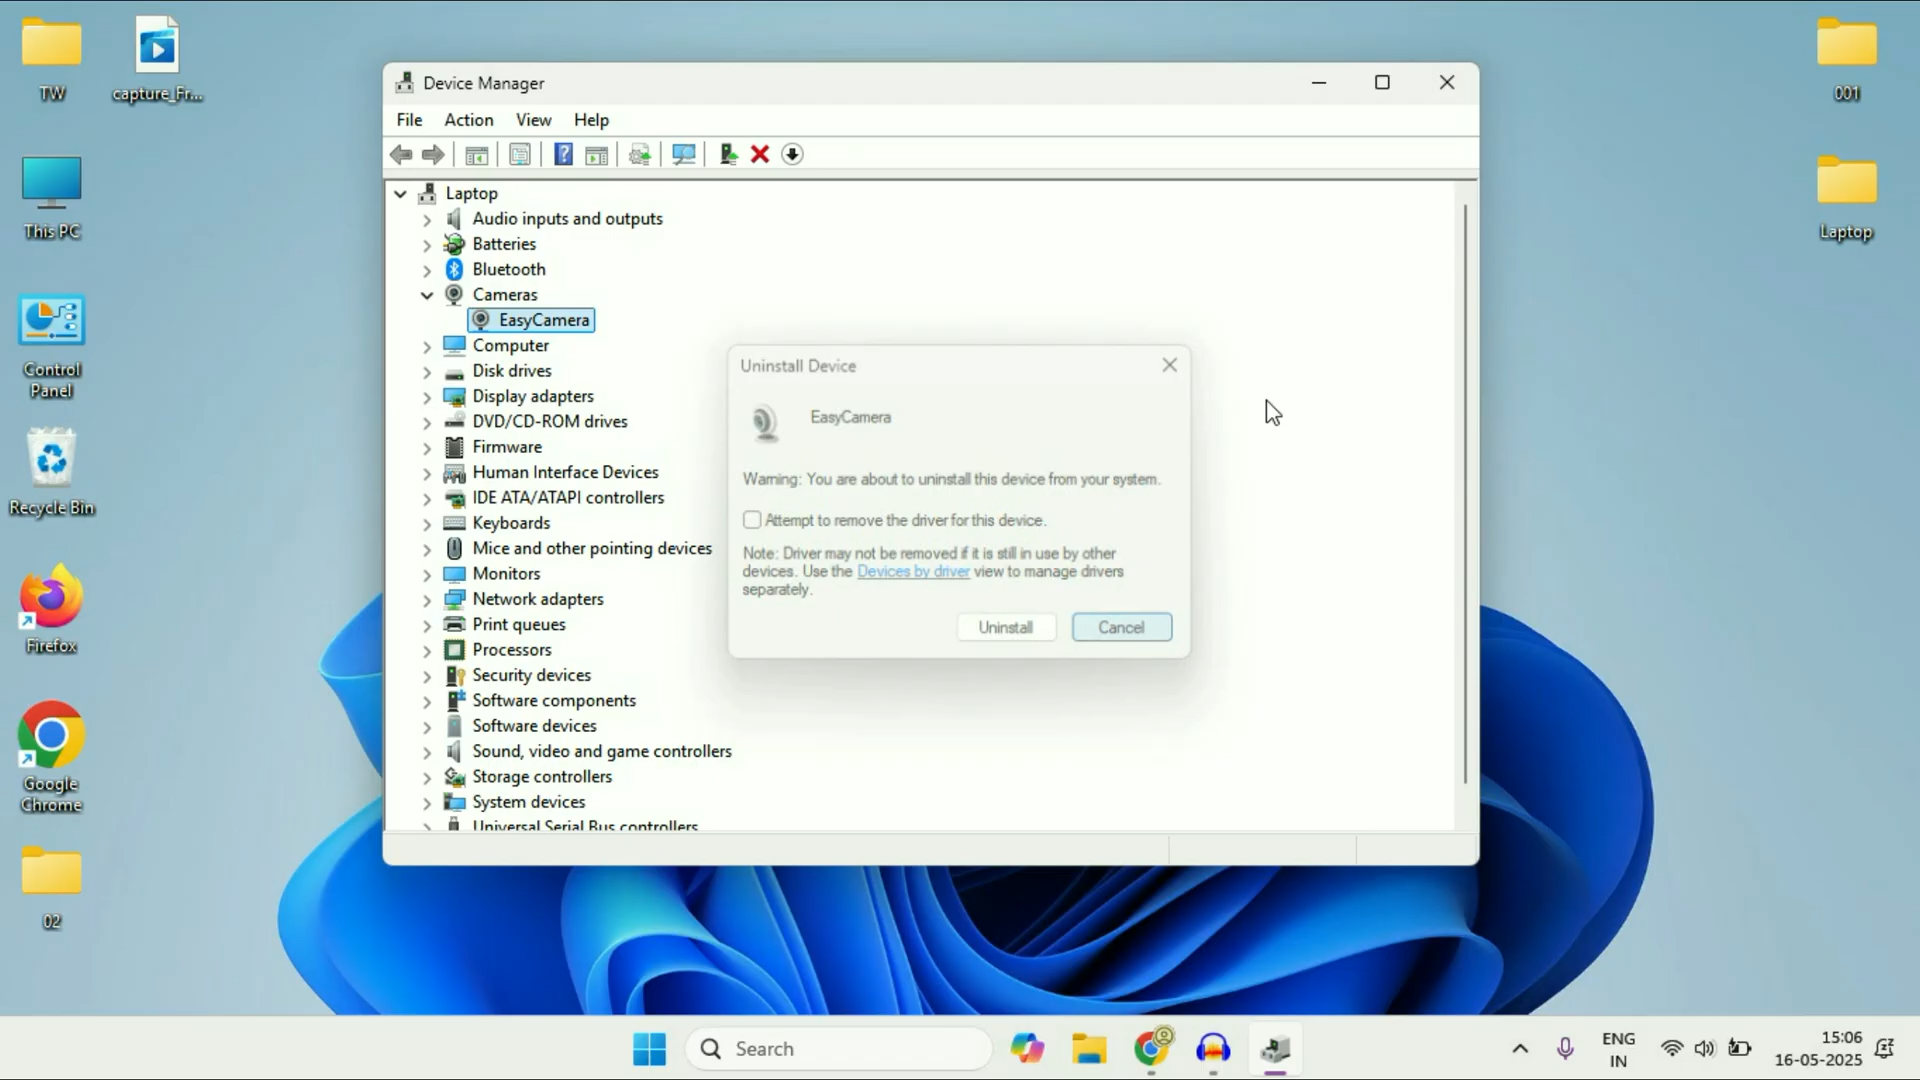 TW
capture_Fr...
This PC
Control
Panel
Recycle Bin
Firefox
Google
Chrome
02
001
Laptop
Device Manager
File Action View Help
Laptop
Audio inputs and outputs
Batteries
Bluetooth
Cameras
EasyCamera
Computer
Disk drives
Display adapters
DVD/CD-ROM drives
Firmware
Human Interface Devices
IDE ATA/ATAPI controllers
Keyboards
Mice and other pointing devices
Monitors
Network adapters
Print queues
Processors
Security devices
Software components
Software devices
Sound, video and game controllers
Storage controllers
System devices
Universal Serial Bus controllers
Uninstall Device
EasyCamera
Warning: You are about to uninstall this device from your system.
Attempt to remove the driver for this device.
Note: Driver may not be removed if it is still in use by other
devices. Use the Devices by driver view to manage drivers
separately.
Uninstall Cancel
Search
ENG
IN
15:06
16-05-2025